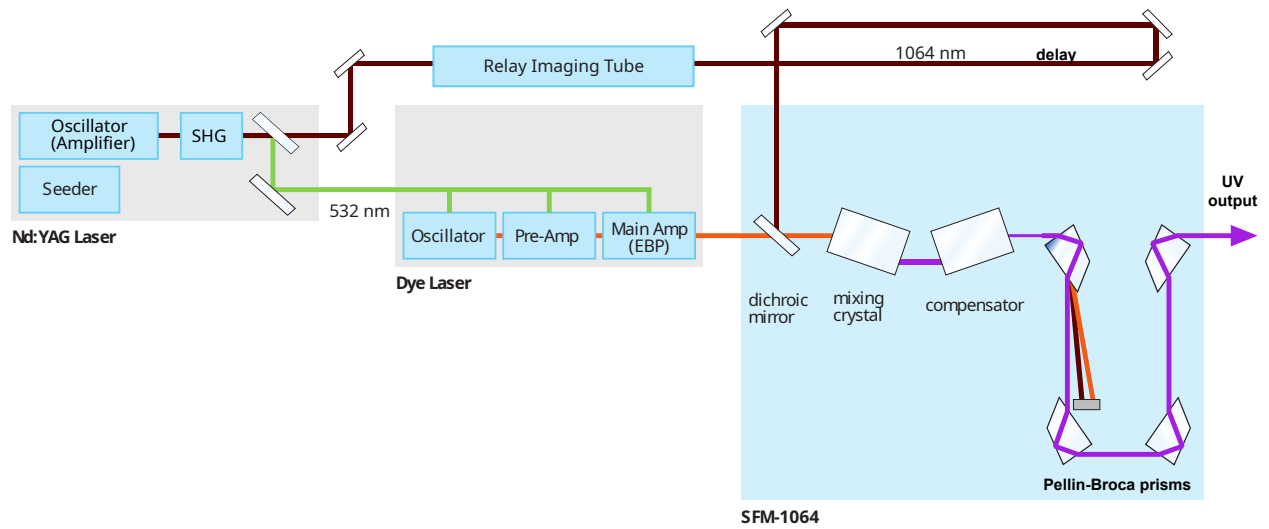 Relay Imaging Tube
1064 nm
delay
Oscillator
(Amplifier)
SHG
Seeder
Nd:YAG Laser
532 nm
Oscillator
Pre-Amp
Main Amp
(EBP)
Dye Laser
dichroic
mirror
mixing
crystal
compensator
UV
output
Pellin-Broca prisms
SFM-1064